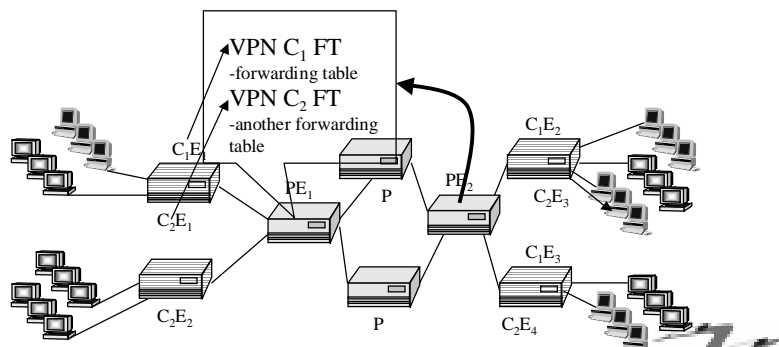 VPN C₁ FT
-forwarding table
VPN C₂ FT
-another forwarding
table
C₁E₁
C₁E₂
PE₁
P
PE₂
C₂E₁
C₂E₃
C₂E₂
P
C₁E₃
C₂E₄